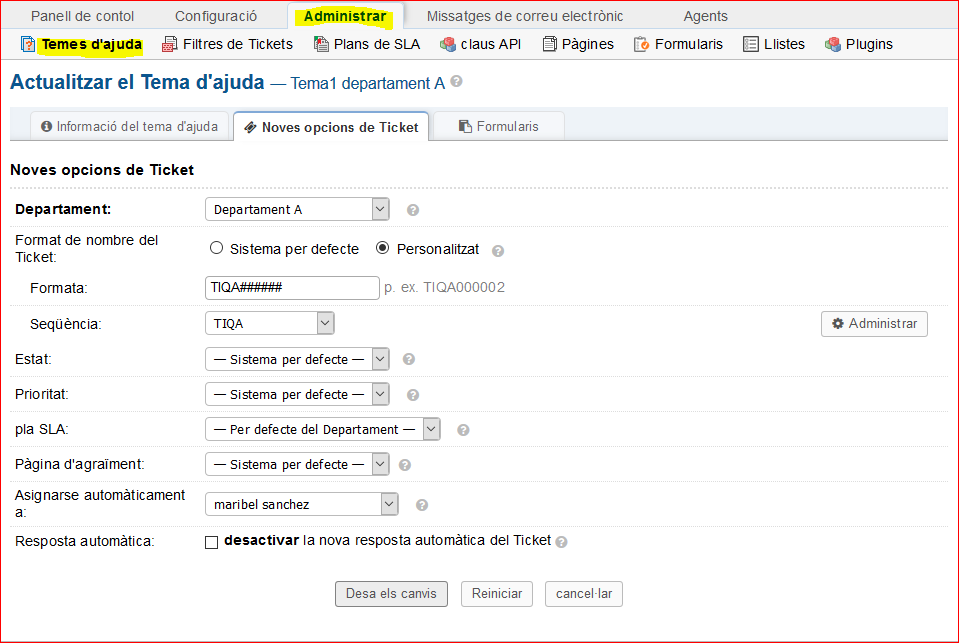 Panell de contol Configuració Administrar Missatges de correu electrònic Agents
Temes d'ajuda Filtres de Tickets Plans de SLA claus API Pàgines Formularis Llistes Plugins
Actualitzar el Tema d'ajuda — Tema1 departament A
Informació del tema d'ajuda Noves opcions de Ticket Formularis
Noves opcions de Ticket
Departament: Departament A
Format de nombre del
Ticket: Sistema per defecte Personalitzat
Formata: TIQA###### p. ex. TIQA000002
Seqüència: TIQA Administrar
Estat: — Sistema per defecte —
Prioritat: — Sistema per defecte —
pla SLA: — Per defecte del Departament —
Pàgina d'agraïment: — Sistema per defecte —
Asignarse automàticament
a: maribel sanchez
Resposta automàtica: desactivar la nova resposta automàtica del Ticket
Desa els canvis Reiniciar cancel·lar